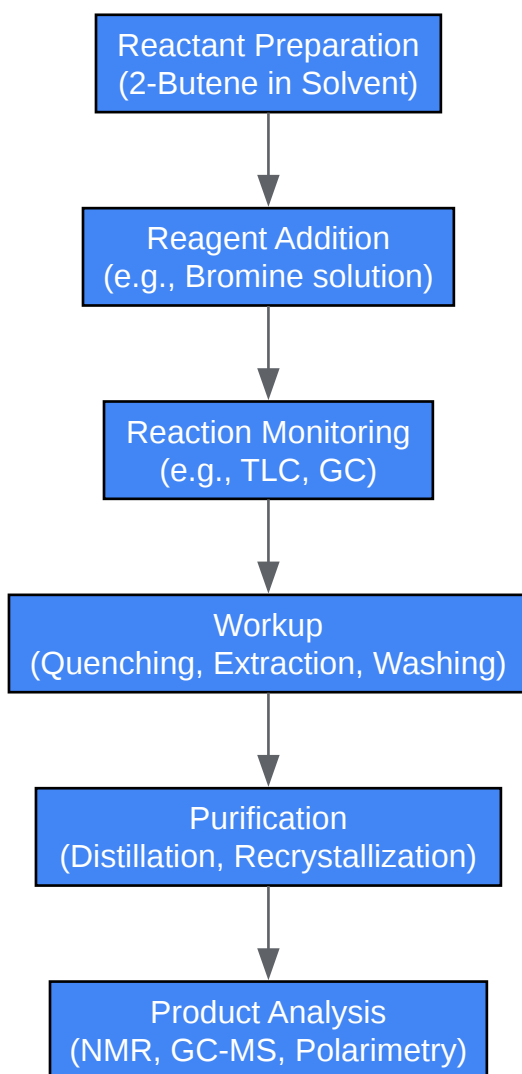 Reactant Preparation
(2-Butene in Solvent)
Reagent Addition
(e.g., Bromine solution)
Reaction Monitoring
(e.g., TLC, GC)
Workup
(Quenching, Extraction, Washing)
Purification
(Distillation, Recrystallization)
Product Analysis
(NMR, GC-MS, Polarimetry)